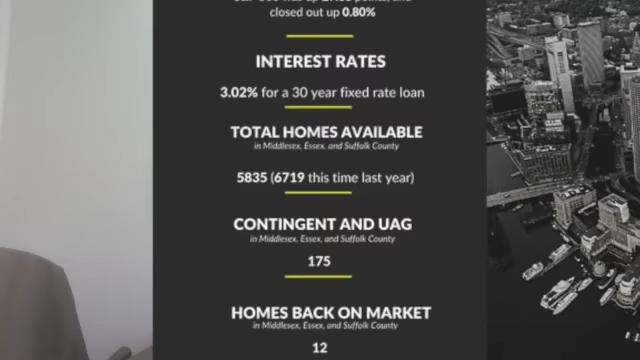 points, and
closed out up 0.80%
INTEREST RATES
3.02% for a 30 year fixed rate loan
TOTAL HOMES AVAILABLE
in Middlesex, Essex, and Suffolk County
5835 (6719 this time last year)
CONTINGENT AND UAG
in Middlesex, Essex, and Suffolk County
175
HOMES BACK ON MARKET
in Middlesex, Essex, and Suffolk County
12